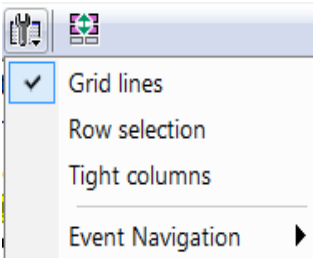 Grid lines
Row selection
Tight columns
Event Navigation